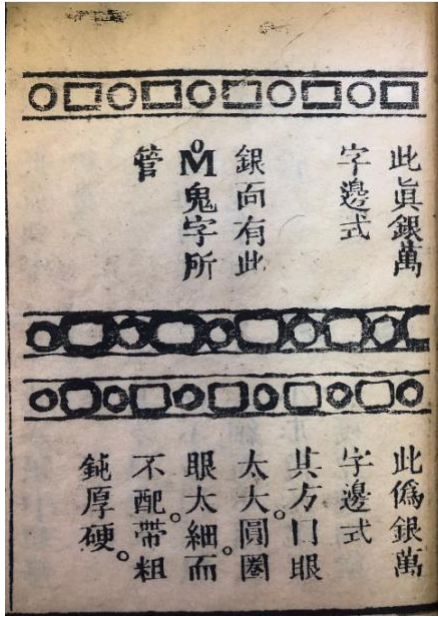 此眞銀萬
字邊式
銀面有此
M̊鬼字所
管
此僞銀萬
字邊式
其方口眼
太大圓圈
眼太細而
不配帶粗
鈍厚硬